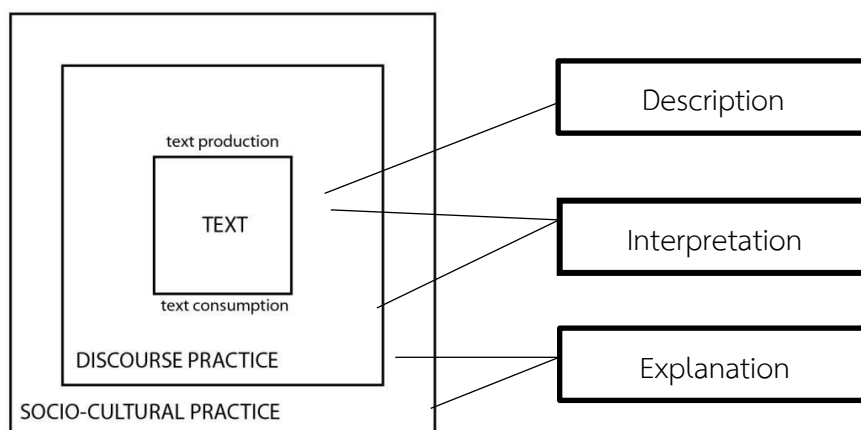 text production
TEXT
text consumption
DISCOURSE PRACTICE
SOCIO-CULTURAL PRACTICE
Description
Interpretation
Explanation